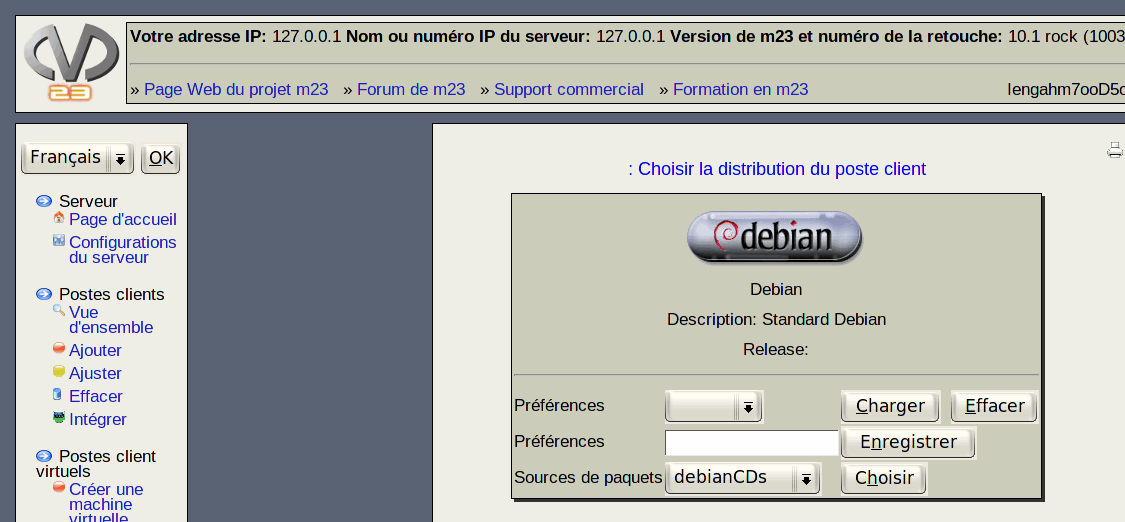 Votre adresse IP: 127.0.0.1 Nom ou numéro IP du serveur: 127.0.0.1 Version de m23 et numéro de la retouche: 10.1 rock (1003
» Page Web du projet m23 » Forum de m23 » Support commercial » Formation en m23
23
Français OK
Serveur
Page d'accueil
Configurations
du serveur
Postes clients
Vue
d'ensemble
Ajouter
Ajuster
Effacer
Intégrer
Postes client
virtuels
Créer une
machine
virtuelle
: Choisir la distribution du poste client
debian
Debian
Description: Standard Debian
Release:
Préférences Charger Effacer
Préférences Enregistrer
Sources de paquets debianCDs Choisir